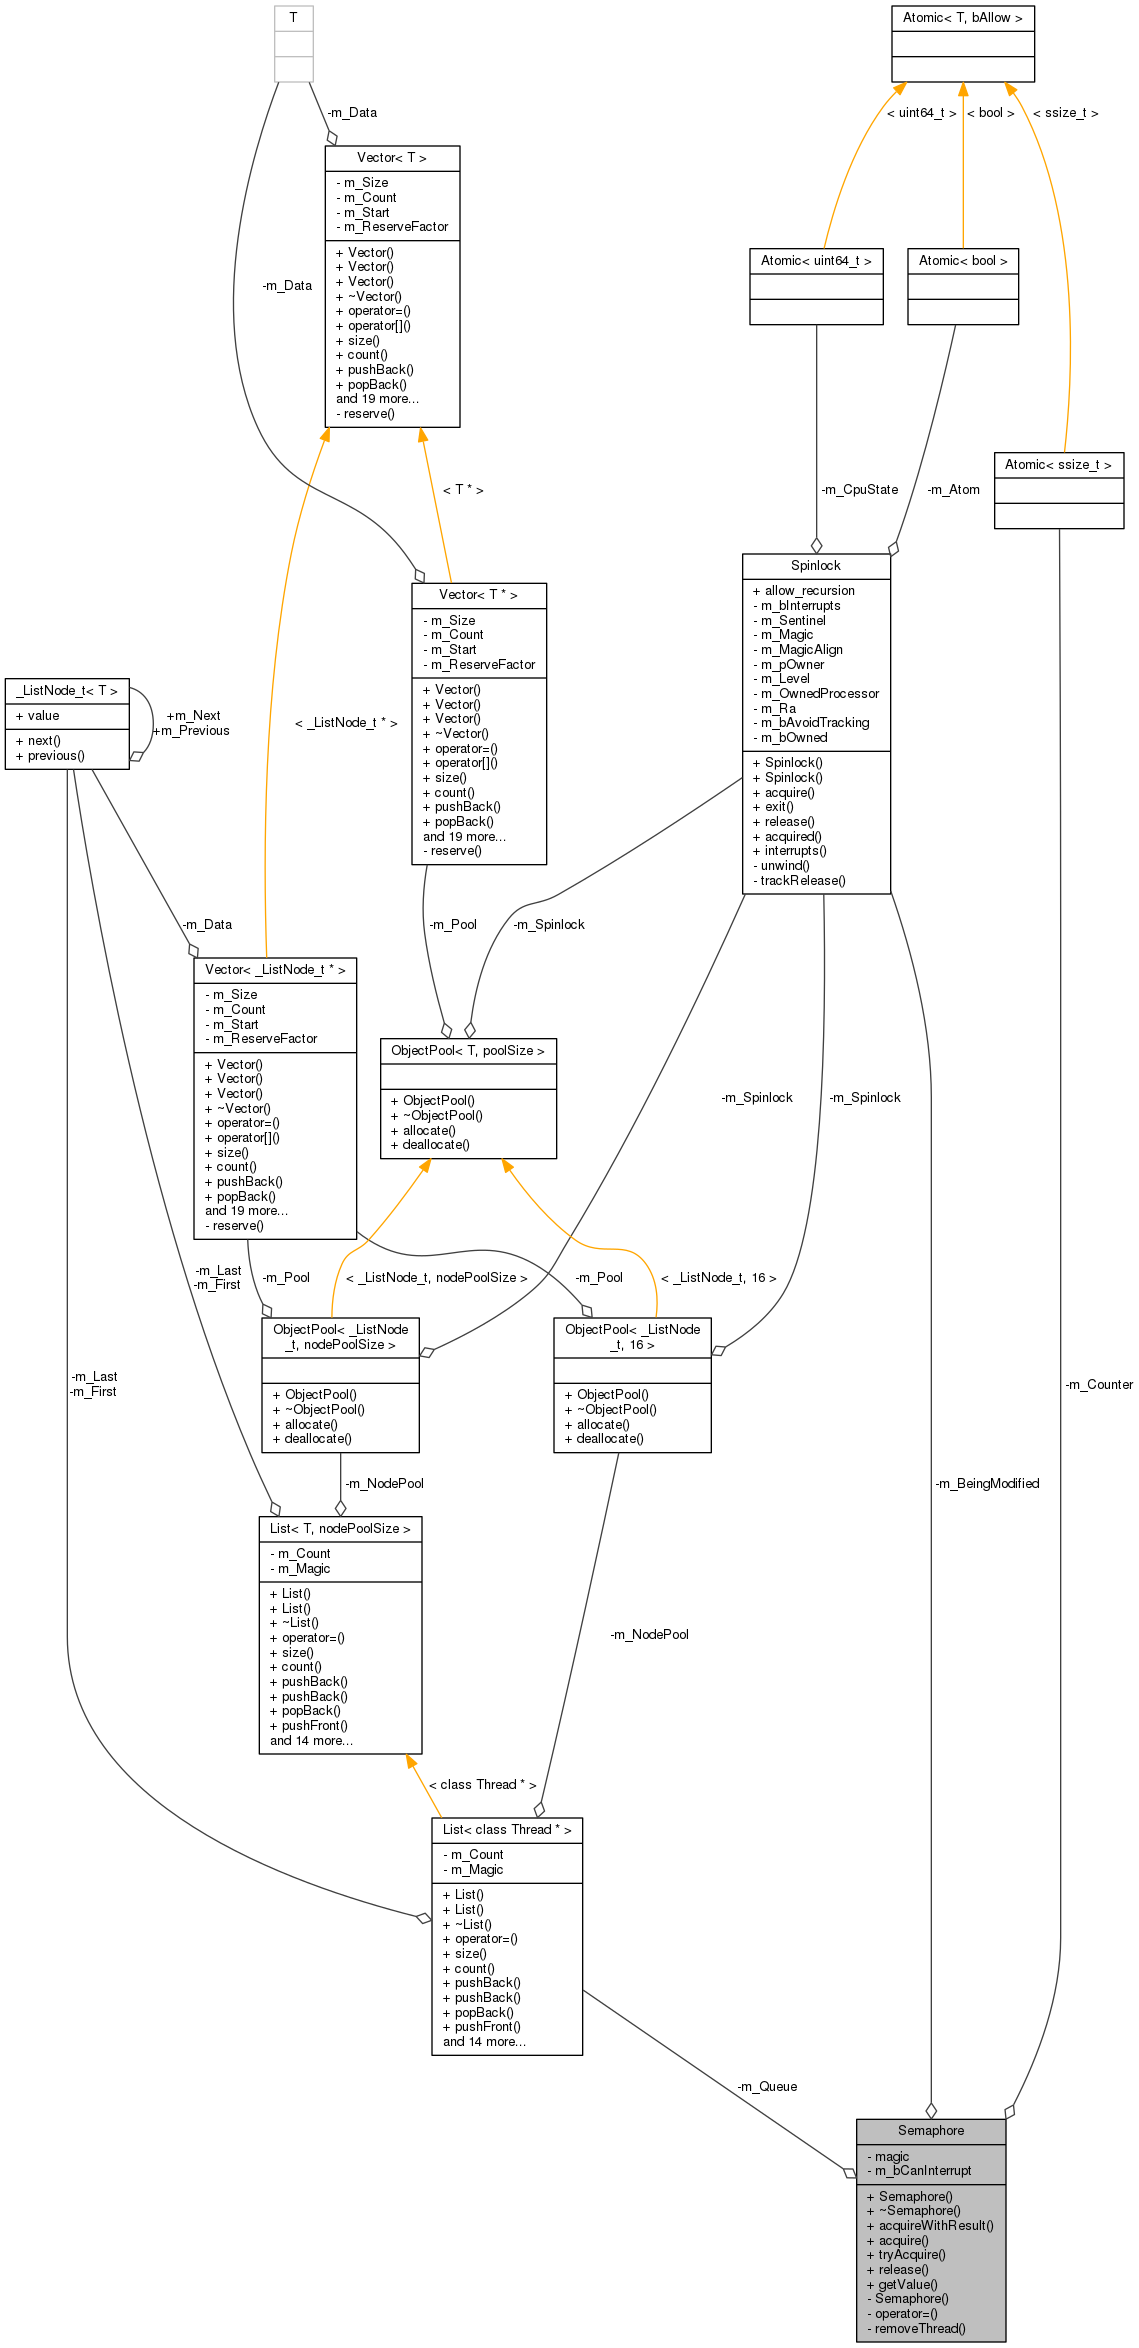 T
Atomic< T, bAllow >
-m_Data
< uint64_t >
< bool >
< ssize_t >
Vector< T >
- m_Size
- m_Count
- m_Start
- m_ReserveFactor
+ Vector()
+ Vector()
+ Vector()
+ ~Vector()
+ operator=()
+ operator[]()
+ size()
+ count()
+ pushBack()
+ popBack()
and 19 more...
- reserve()
-m_Data
Atomic< uint64_t >
Atomic< bool >
Atomic< ssize_t >
< T * >
-m_CpuState
-m_Atom
Spinlock
+ allow_recursion
- m_bInterrupts
- m_Sentinel
- m_Magic
- m_MagicAlign
- m_pOwner
- m_Level
- m_OwnedProcessor
- m_Ra
- m_bAvoidTracking
- m_bOwned
+ Spinlock()
+ Spinlock()
+ acquire()
+ exit()
+ release()
+ acquired()
+ interrupts()
- unwind()
- trackRelease()
Vector< T * >
- m_Size
- m_Count
- m_Start
- m_ReserveFactor
+ Vector()
+ Vector()
+ Vector()
+ ~Vector()
+ operator=()
+ operator[]()
+ size()
+ count()
+ pushBack()
+ popBack()
and 19 more...
- reserve()
_ListNode_t< T >
+ value
+ next()
+ previous()
+m_Next
+m_Previous
< _ListNode_t * >
-m_Data
-m_Pool
-m_Spinlock
Vector< _ListNode_t * >
- m_Size
- m_Count
- m_Start
- m_ReserveFactor
+ Vector()
+ Vector()
+ Vector()
+ ~Vector()
+ operator=()
+ operator[]()
+ size()
+ count()
+ pushBack()
+ popBack()
and 19 more...
- reserve()
ObjectPool< T, poolSize >
+ ObjectPool()
+ ~ObjectPool()
+ allocate()
+ deallocate()
-m_Spinlock
-m_Spinlock
-m_Last
-m_First
-m_Pool
< _ListNode_t, nodePoolSize >
-m_Pool
< _ListNode_t, 16 >
ObjectPool< _ListNode
_t, nodePoolSize >
+ ObjectPool()
+ ~ObjectPool()
+ allocate()
+ deallocate()
ObjectPool< _ListNode
_t, 16 >
+ ObjectPool()
+ ~ObjectPool()
+ allocate()
+ deallocate()
-m_Last
-m_First
-m_Counter
-m_NodePool
-m_BeingModified
List< T, nodePoolSize >
- m_Count
- m_Magic
+ List()
+ List()
+ ~List()
+ operator=()
+ size()
+ count()
+ pushBack()
+ pushBack()
+ popBack()
+ pushFront()
and 14 more...
-m_NodePool
< class Thread * >
List< class Thread * >
- m_Count
- m_Magic
+ List()
+ List()
+ ~List()
+ operator=()
+ size()
+ count()
+ pushBack()
+ pushBack()
+ popBack()
+ pushFront()
and 14 more...
-m_Queue
Semaphore
- magic
- m_bCanInterrupt
+ Semaphore()
+ ~Semaphore()
+ acquireWithResult()
+ acquire()
+ tryAcquire()
+ release()
+ getValue()
- Semaphore()
- operator=()
- removeThread()